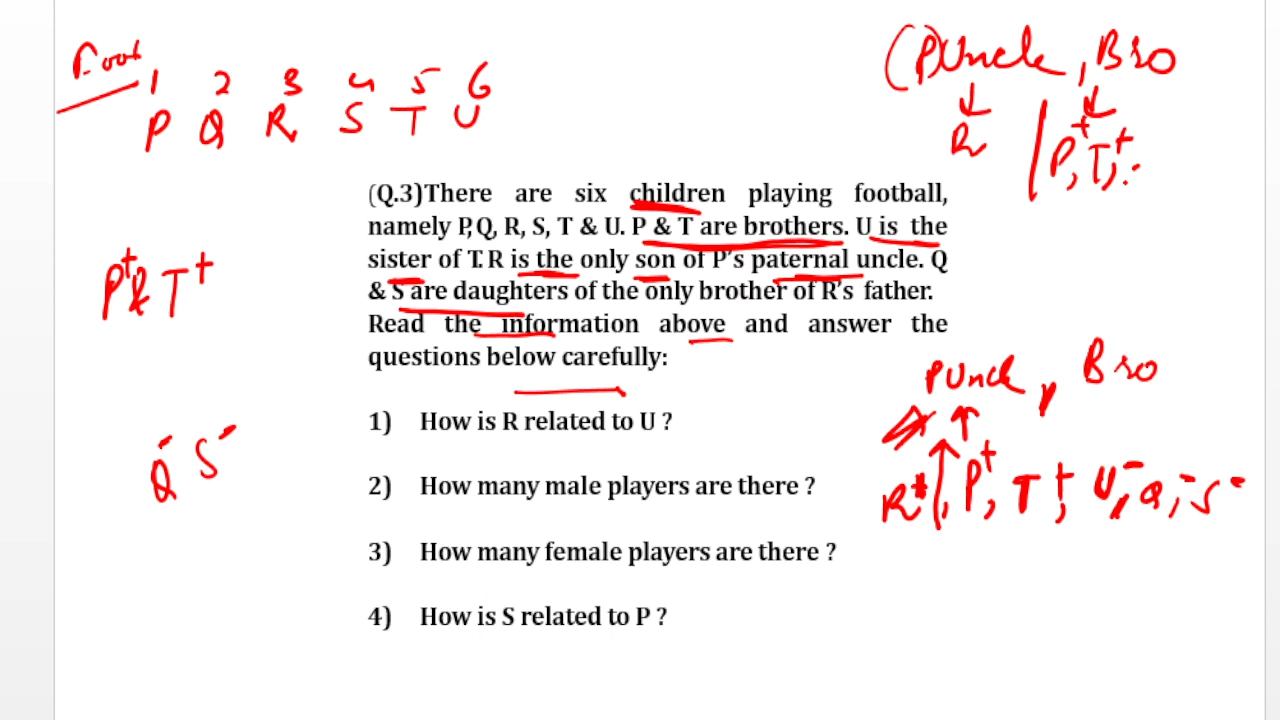 Foot
1 2 3 4 5 6
P Q R S T U
(P)Uncle, Bro
R P+, T+,
(Q.3)There are six children playing football,
namely P,Q, R, S, T & U. P & T are brothers. U is the
sister of T. R is the only son of P's paternal uncle. Q
& S are daughters of the only brother of R's father.
Read the information above and answer the
questions below carefully:
P+ & T+
PUncle, Bro
R+, P+, T+, U-, Q-, S-
Q- S-
1) How is R related to U ?
2) How many male players are there ?
3) How many female players are there ?
4) How is S related to P ?